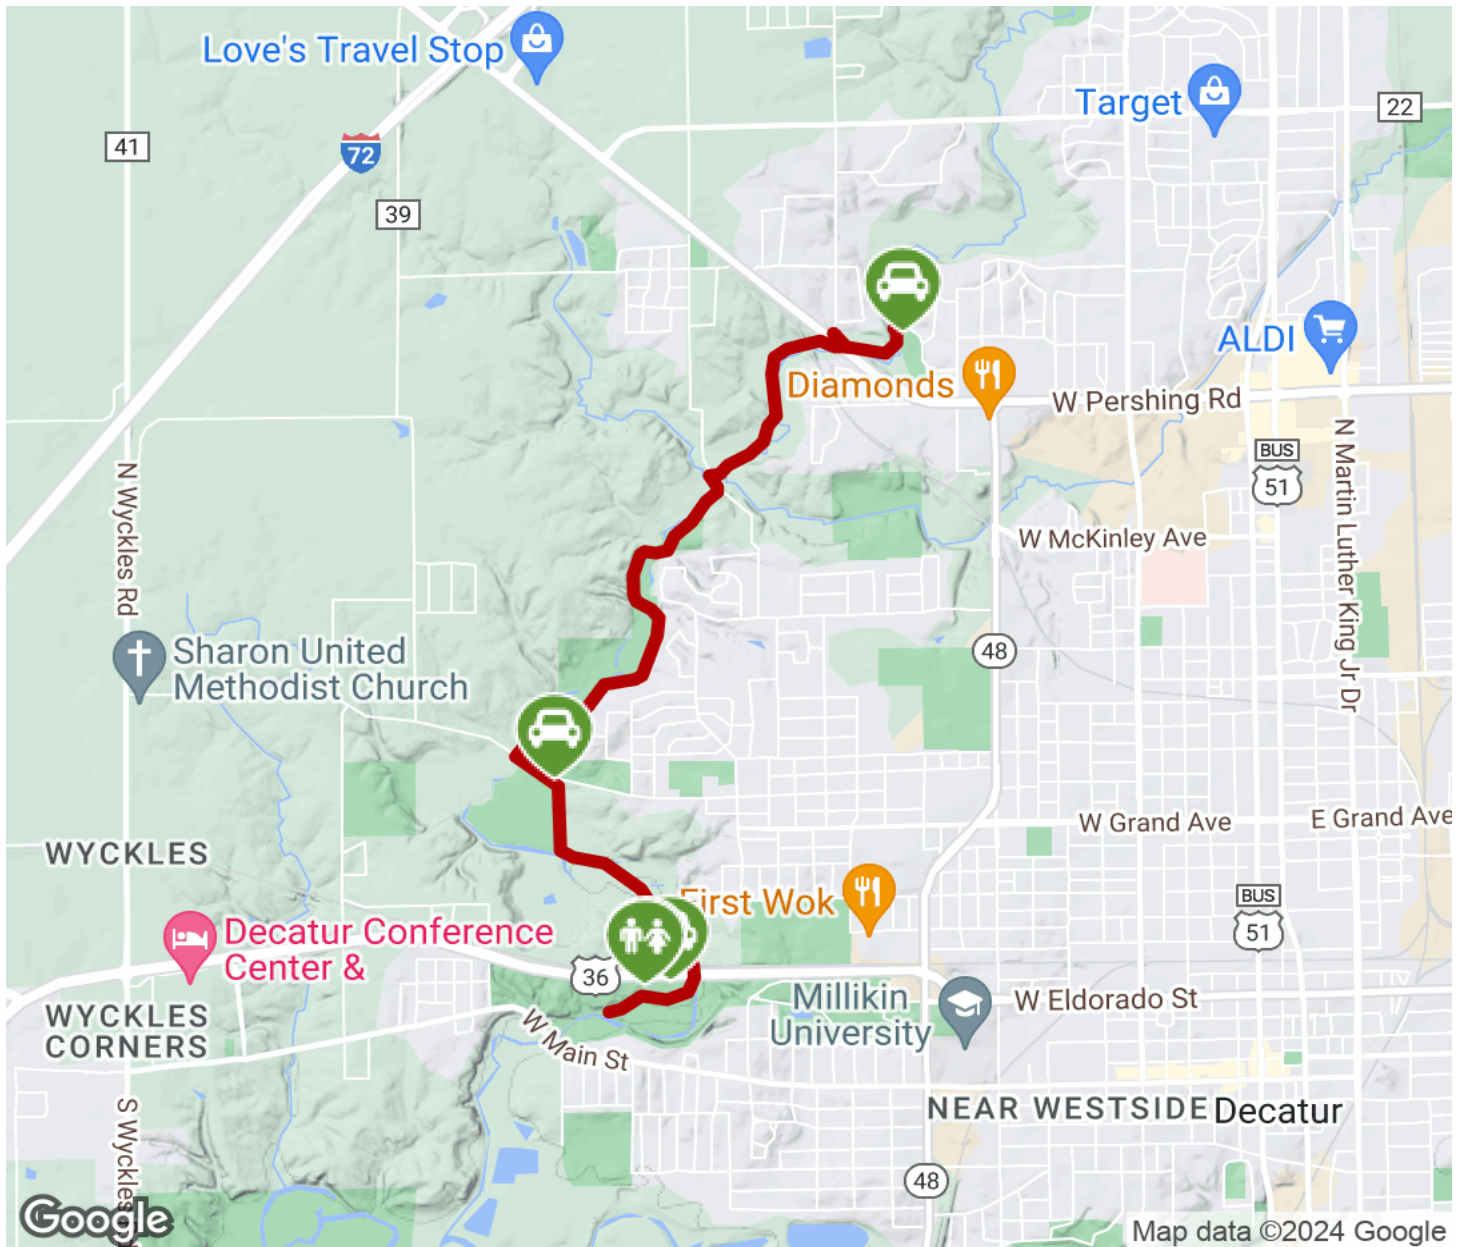 Love's Travel Stop
Target
22
41
72
39
ALDI
Diamonds
W Pershing Rd
BUS
51
N Wyckles Rd
N Martin Luther King Jr Dr
W McKinley Ave
Sharon United
Methodist Church
48
W Grand Ave
E Grand Ave
WYCKLES
First Wok
BUS
51
Decatur Conference
Center &
36
Millikin
University
W Eldorado St
WYCKLES
CORNERS
W Main St
S Wyckles
NEAR WESTSIDE
Decatur
48
Google
Map data ©2024 Google